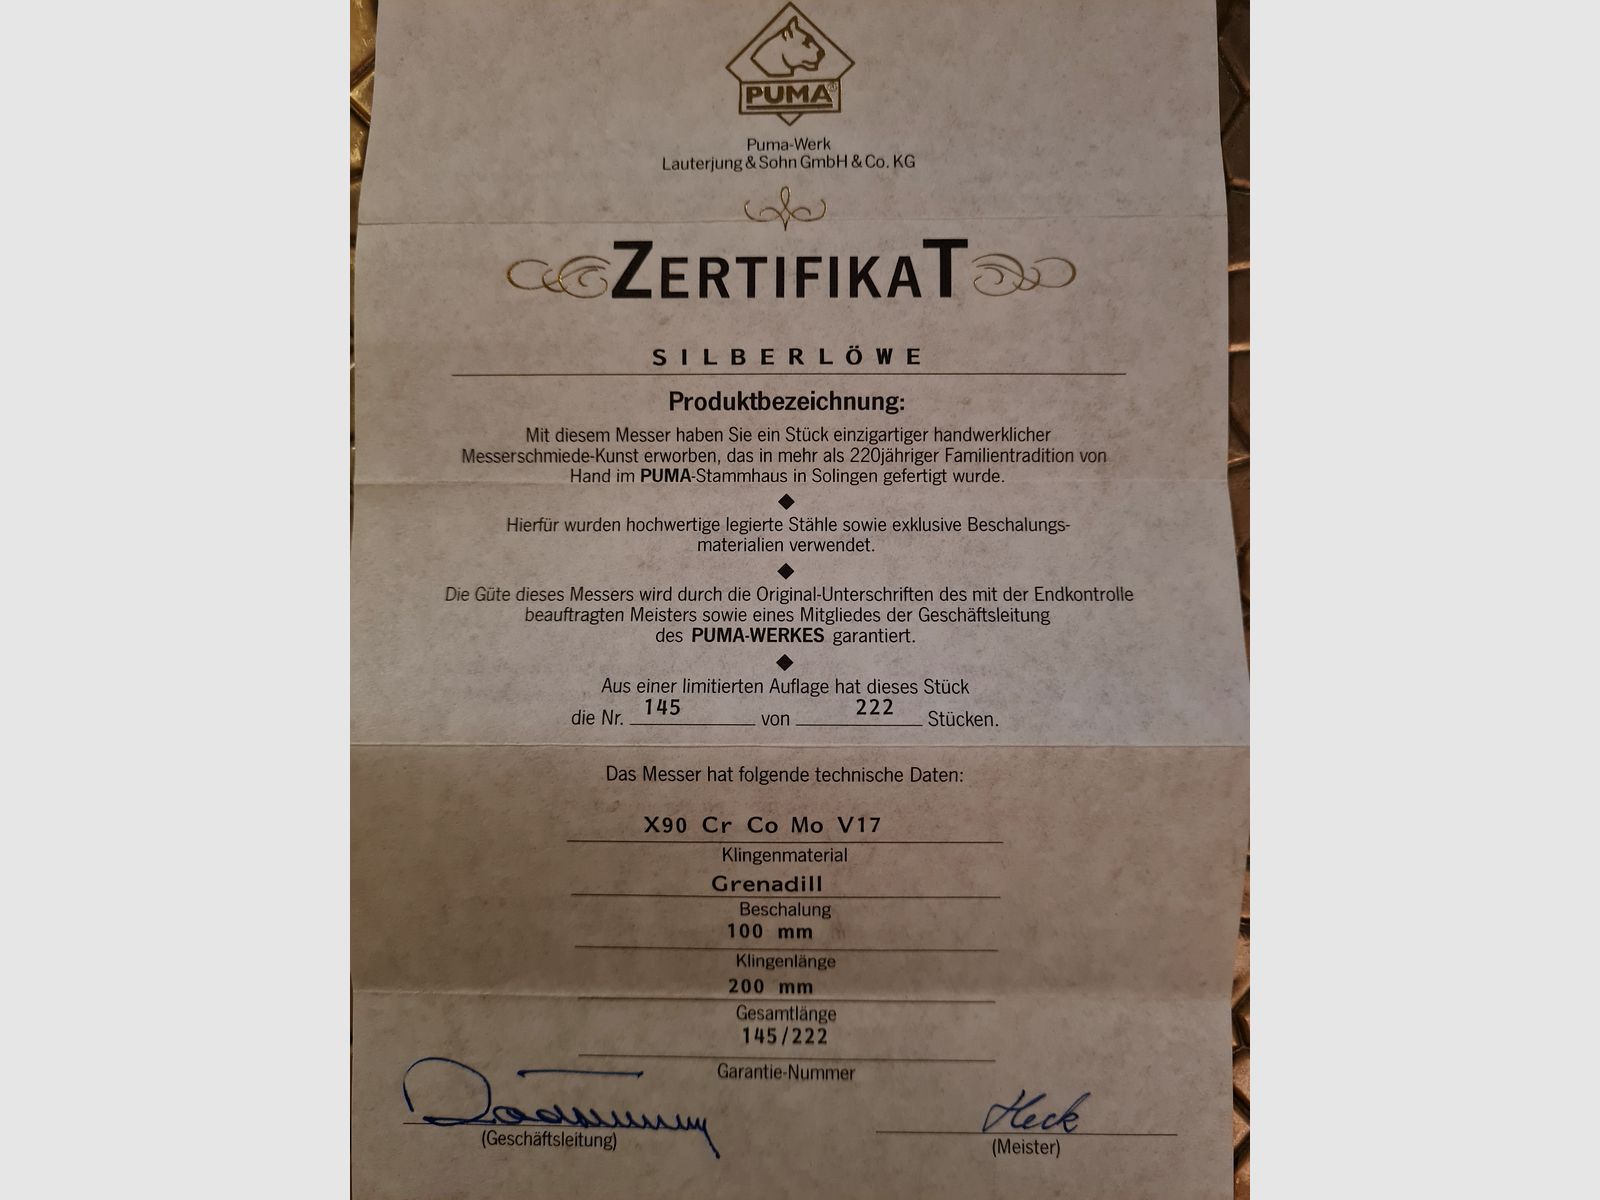 PUMA®
Puma-Werk
Lauterjung & Sohn GmbH & Co. KG
ZERTIFIKAT
SILBERLÖWE
Produktbezeichnung:
Mit diesem Messer haben Sie ein Stück einzigartiger handwerklicher
Messerschmiede-Kunst erworben, das in mehr als 220jähriger Familientradition von
Hand im PUMA-Stammhaus in Solingen gefertigt wurde.
Hierfür wurden hochwertige legierte Stähle sowie exklusive Beschalungs-
materialien verwendet.
Die Güte dieses Messers wird durch die Original-Unterschriften des mit der Endkontrolle
beauftragten Meisters sowie eines Mitgliedes der Geschäftsleitung
des PUMA-WERKES garantiert.
Aus einer limitierten Auflage hat dieses Stück
die Nr. 145 von 222 Stücken.
Das Messer hat folgende technische Daten:
X90 Cr Co Mo V17
Klingenmaterial
Grenadill
Beschalung
100 mm
Klingenlänge
200 mm
Gesamtlänge
145/222
Garantie-Nummer
Heck
(Geschäftsleitung)
(Meister)